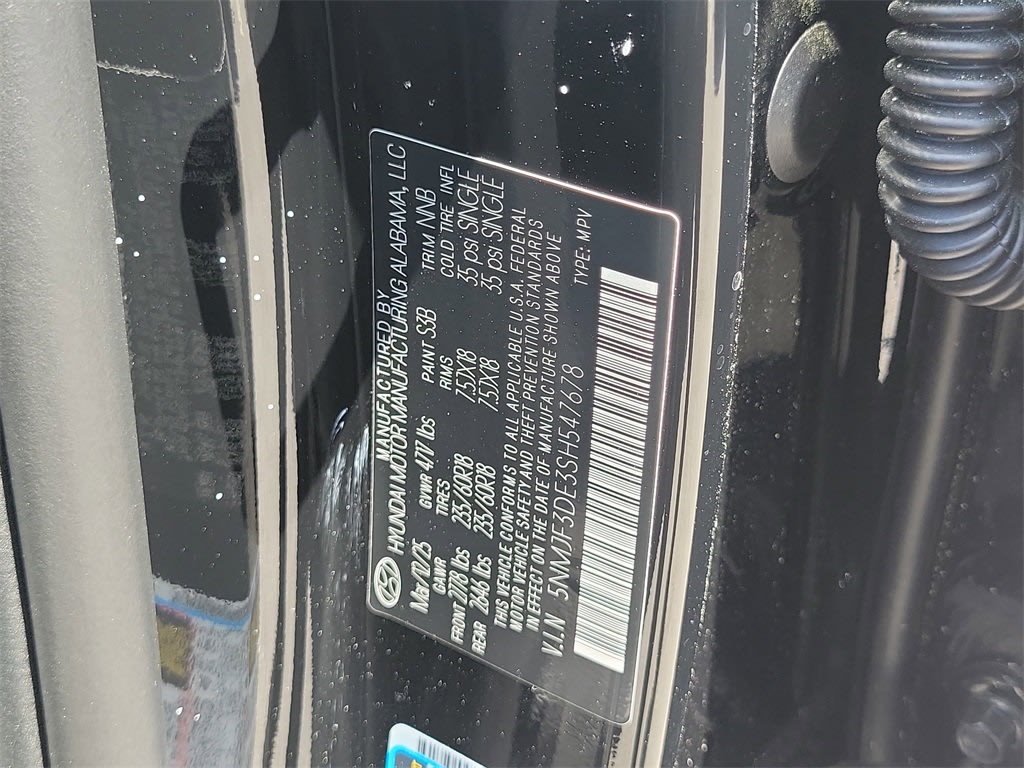 MANUFACTURED BY
HYUNDAI MOTOR MANUFACTURING ALABAMA, LLC
Mar/2025 GVWR 4717 lbs PAINT S3B TRIM NNB
GAWR TIRES RIMS COLD TIRE INFL
FRONT 2778 lbs 235/60R18 7.5JX18 35 psi SINGLE
REAR 2646 lbs 235/60R18 7.5JX18 35 psi SINGLE
THIS VEHICLE CONFORMS TO ALL APPLICABLE U.S.A. FEDERAL
MOTOR VEHICLE SAFETY AND THEFT PREVENTION STANDARDS
IN EFFECT ON THE DATE OF MANUFACTURE SHOWN ABOVE
VIN 5NMJF3DE3SH547678 TYPE: MPV